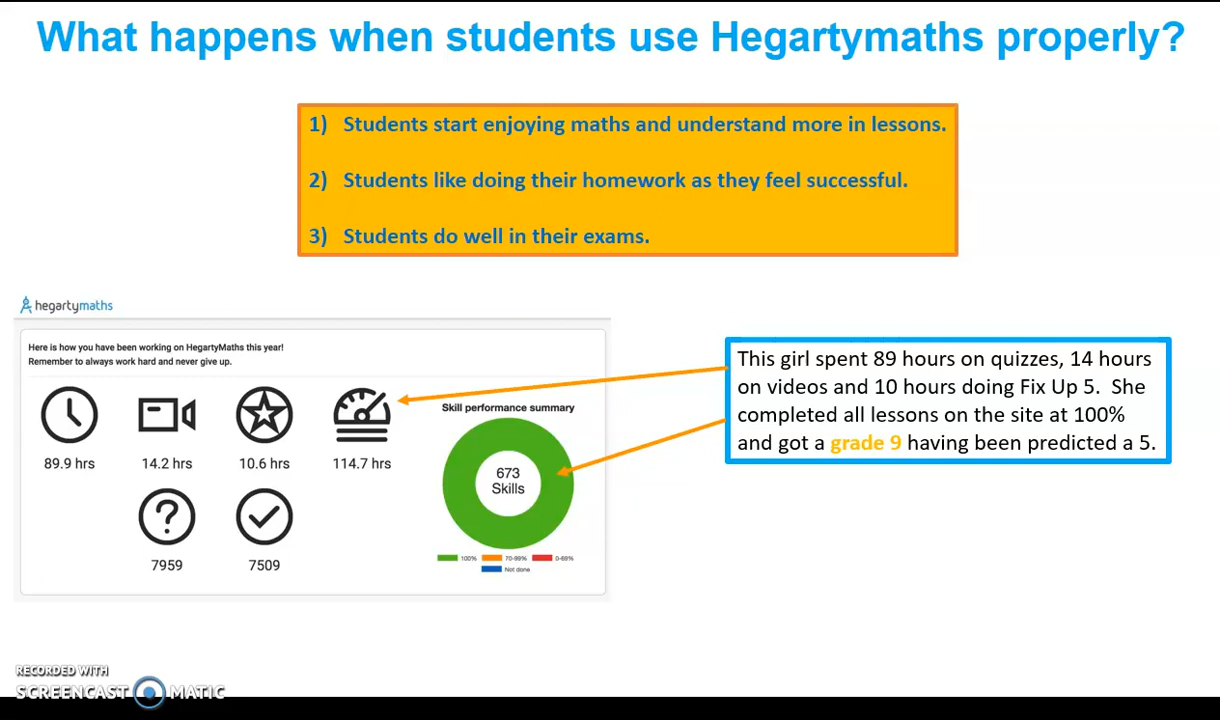 What happens when students use Hegartymaths properly?
1) Students start enjoying maths and understand more in lessons.
2) Students like doing their homework as they feel successful.
3) Students do well in their exams.
hegartymaths
Here is how you have been working on HegartyMaths this year!
Remember to always work hard and never give up.
89.9 hrs
14.2 hrs
10.6 hrs
114.7 hrs
7959
7509
Skill performance summary
673
Skills
100% 70-99% 0-69%
Not done
This girl spent 89 hours on quizzes, 14 hours
on videos and 10 hours doing Fix Up 5. She
completed all lessons on the site at 100%
and got a grade 9 having been predicted a 5.
RECORDED WITH
SCREENCAST MATIC